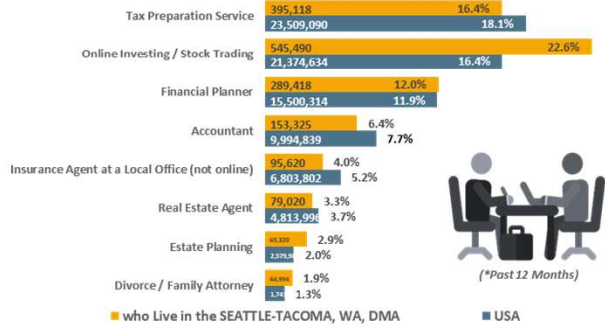 Tax Preparation Service
395,118 16.4%
23,509,090 18.1%
Online Investing / Stock Trading
545,490 22.6%
21,374,634 16.4%
Financial Planner
289,418 12.0%
15,500,314 11.9%
Accountant
153,325 6.4%
9,994,839 7.7%
Insurance Agent at a Local Office (not online)
95,620 4.0%
6,803,802 5.2%
Real Estate Agent
79,020 3.3%
4,813,996 3.7%
Estate Planning
69,320 2.9%
2.0%
Divorce / Family Attorney
44,994 1.9%
1.3%
(*Past 12 Months)
who Live in the SEATTLE-TACOMA, WA, DMA USA